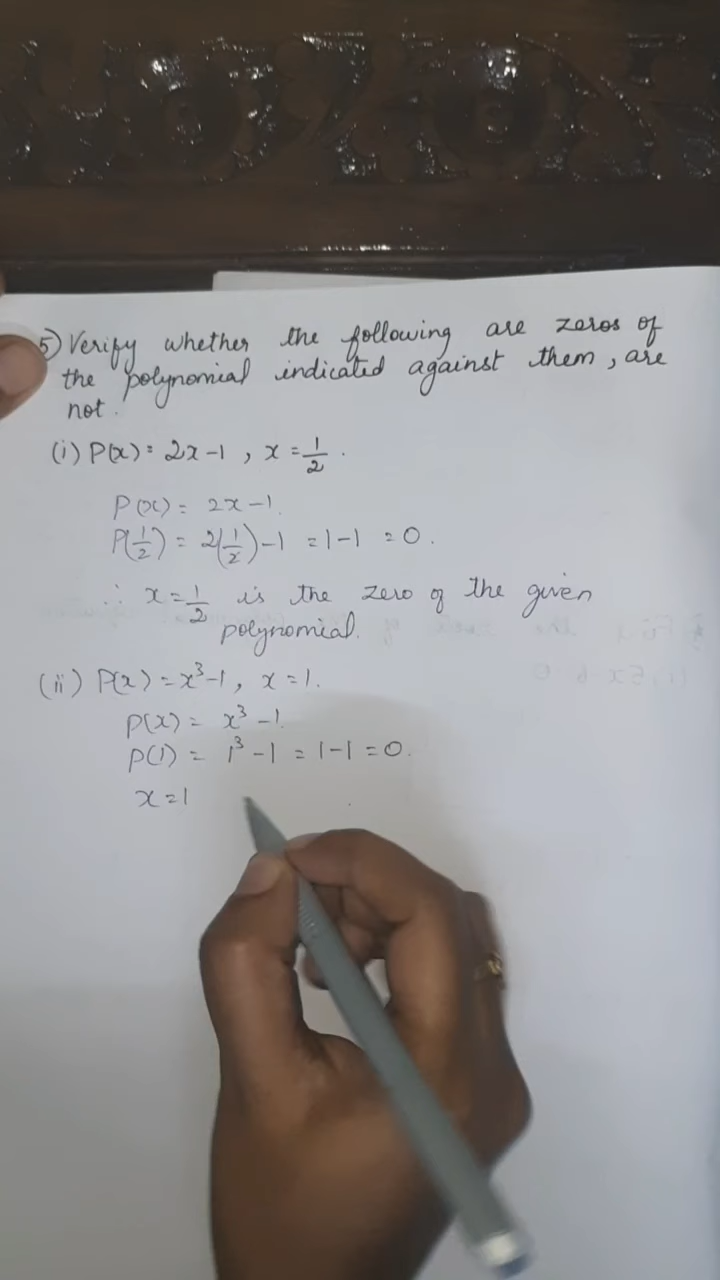 5) Verify whether the following are zeros of
the polynomial indicated against them, are
not.
(i) P(x) = 2x-1, x = 1/2.
P(x) = 2x-1.
P(1/2) = 2(1/2)-1 = 1-1 = 0.
∴ x = 1/2 is the zero of the given
polynomial.
(ii) P(x) = x³-1, x = 1.
P(x) = x³-1.
P(1) = 1³-1 = 1-1 = 0.
x = 1